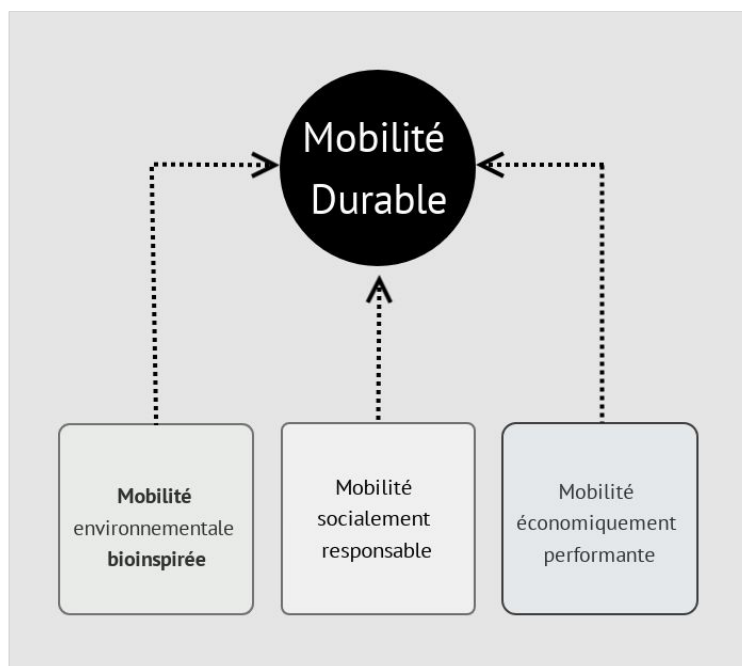 Mobilité
Durable
Mobilité
environnementale
bioinspirée
Mobilité
socialement
responsable
Mobilité
économiquement
performante